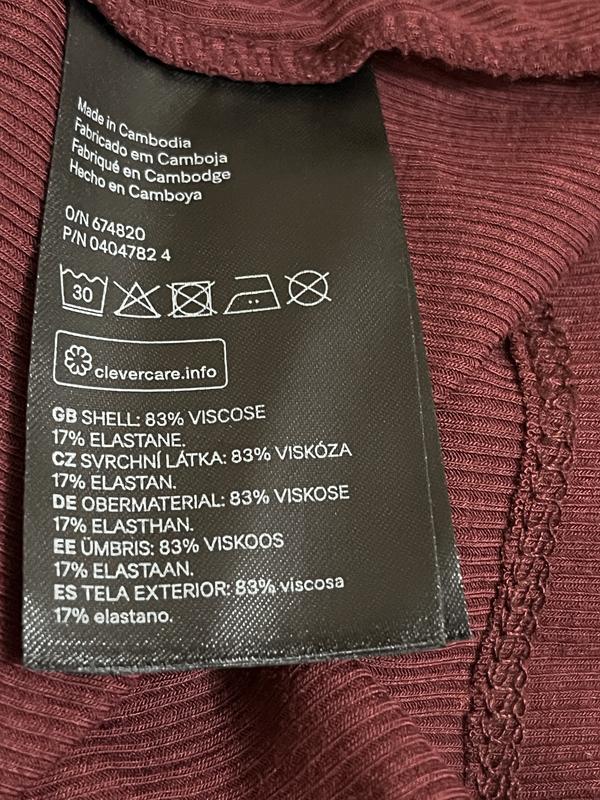 Made in Cambodia
Fabricado em Camboja
Fabriqué en Cambodge
Hecho en Camboya
O/N 674820
P/N 0404782 4
30
clevercare.info
GB SHELL: 83% VISCOSE
17% ELASTANE.
CZ SVRCHNÍ LÁTKA: 83% VISKÓZA
17% ELASTAN.
DE OBERMATERIAL: 83% VISKOSE
17% ELASTHAN.
EE ÜMBRIS: 83% VISKOOS
17% ELASTAAN.
ES TELA EXTERIOR: 83% viscosa
17% elastano.